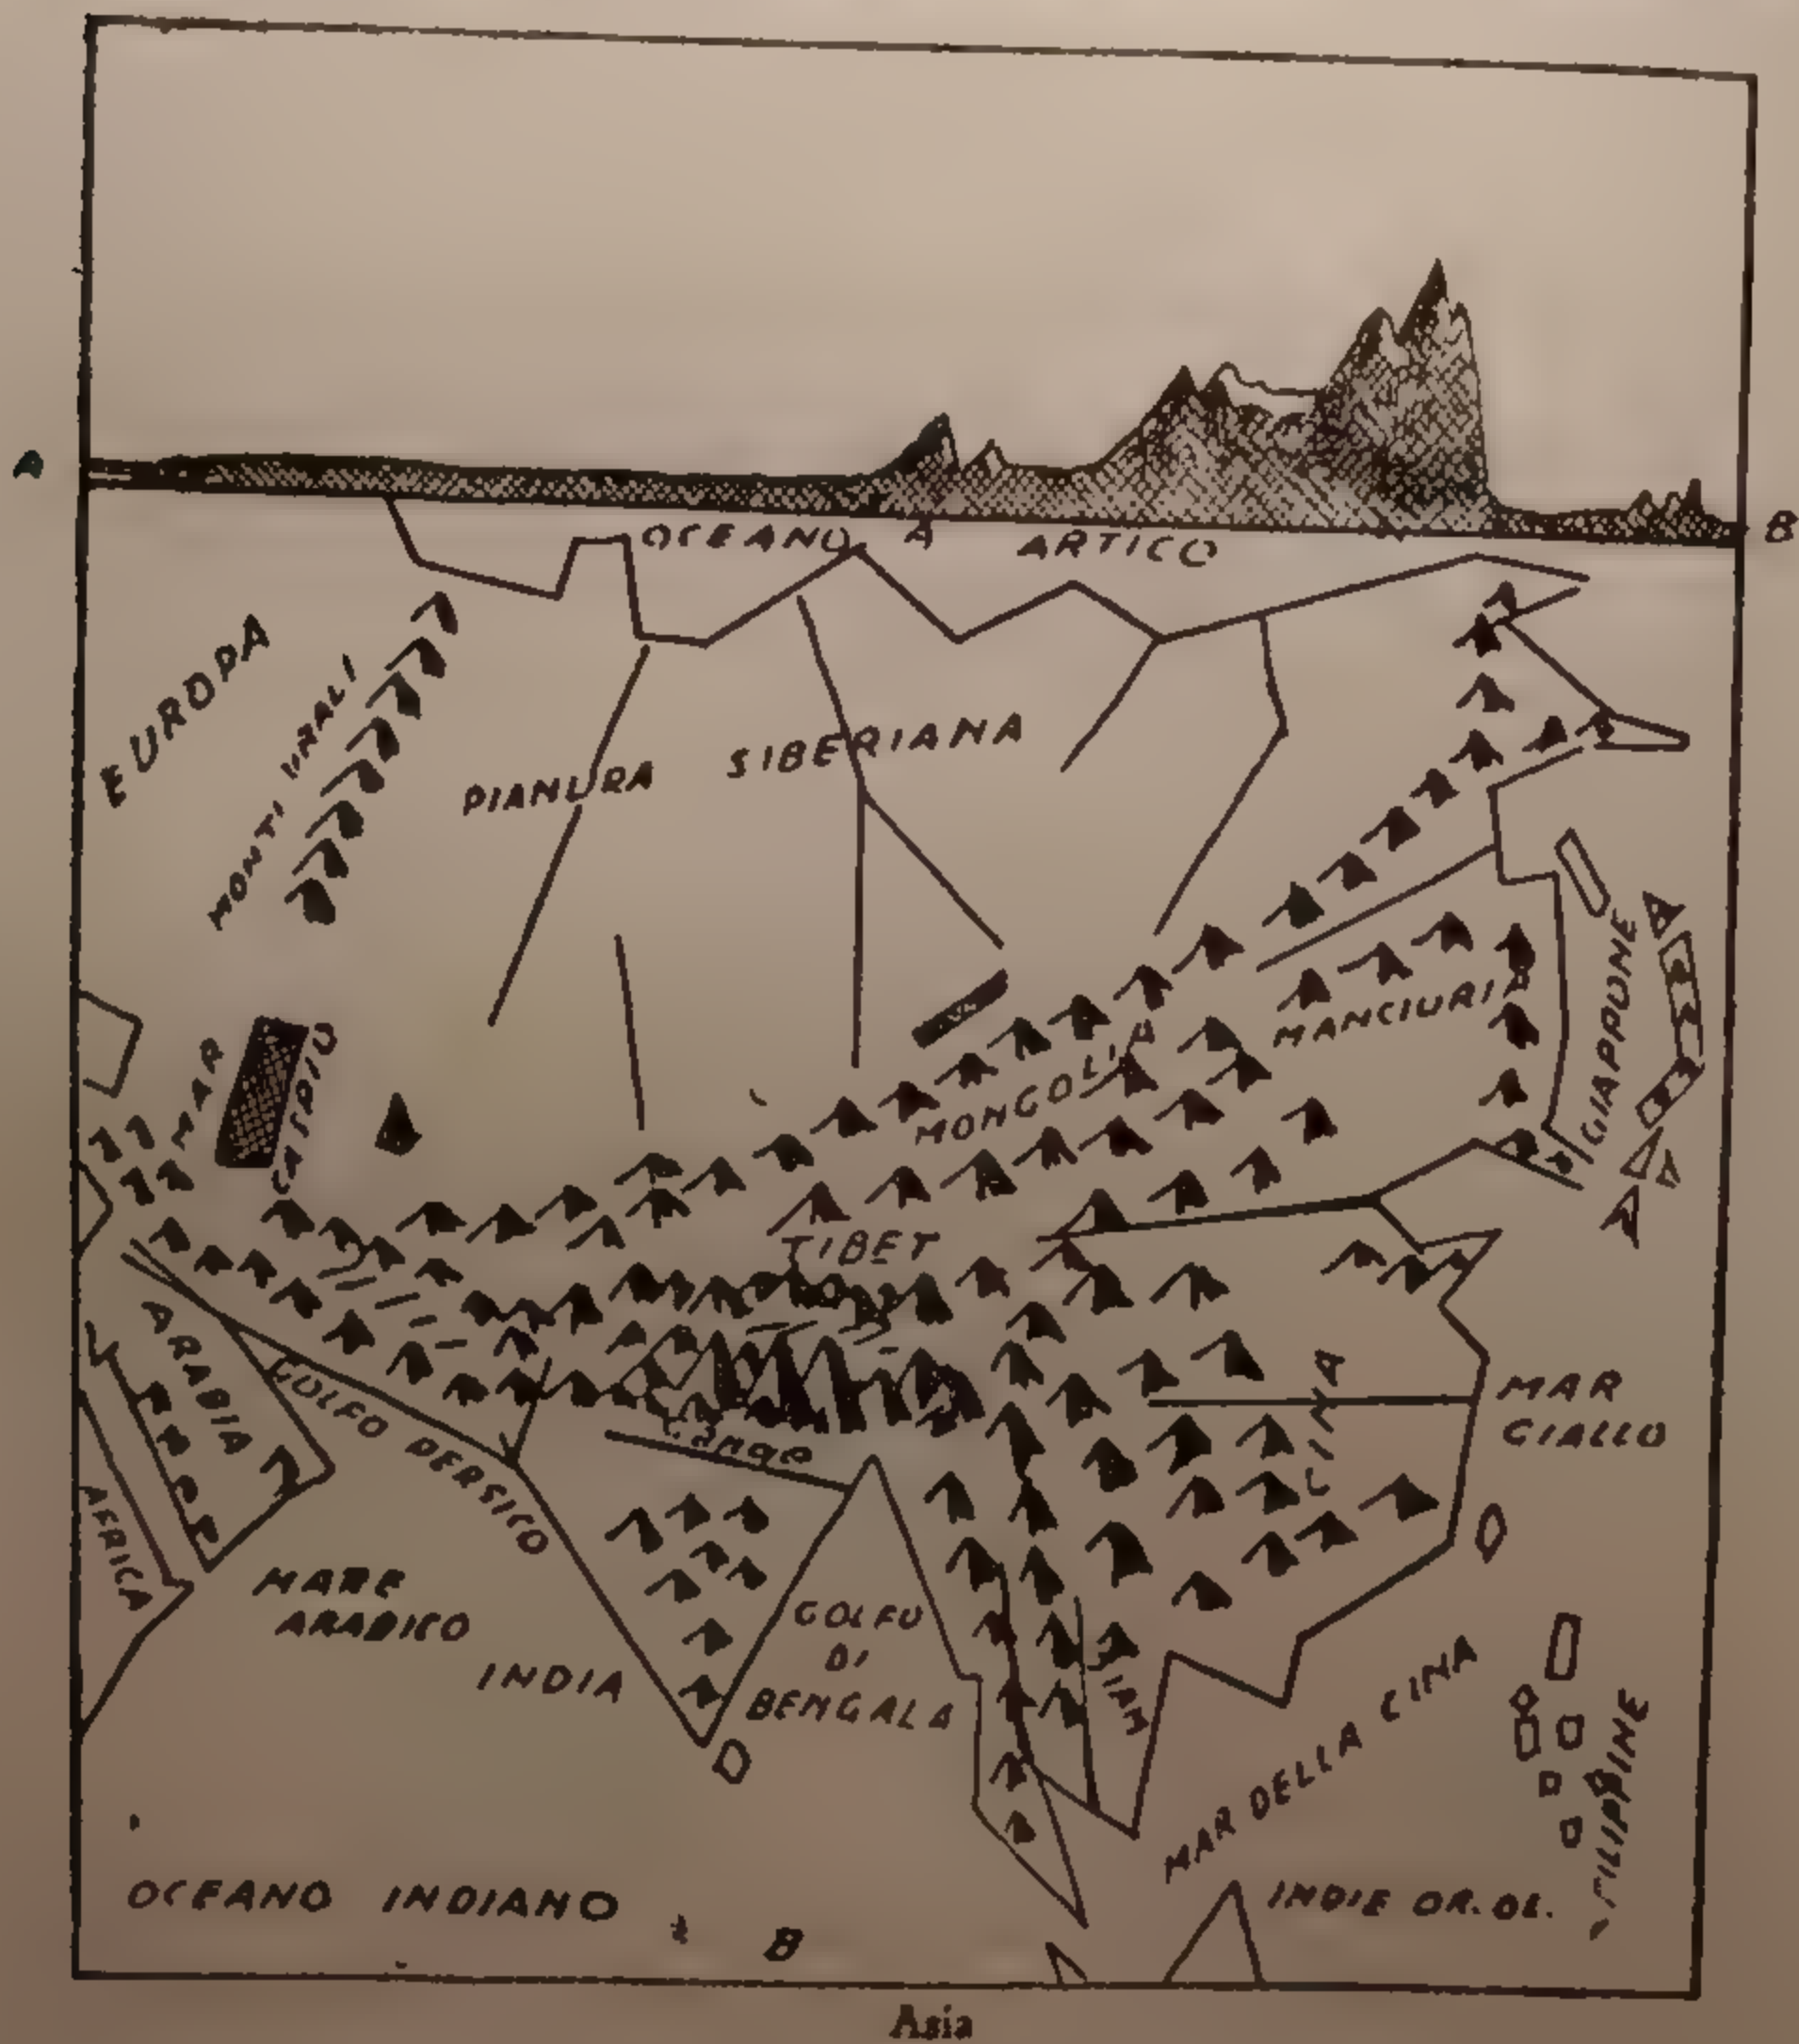 A
B
OCEANO A ARTICO
EUROPA
MONTI URALI
PIANURA SIBERIANA
MAR
CASPIO
MONGOLIA
MANCIURIA
GIAPPONE
TIBET
ARABIA
GOLFO PERSICO
Gange
CINA
MAR
GIALLO
AFRICA
MARE
ARABICO
INDIA
GOLFO
DI
BENGALA
SIAM
MAR DELLA CINA
FILIPPINE
OCEANO INDIANO
B
INDIE OR. OL.
Asia